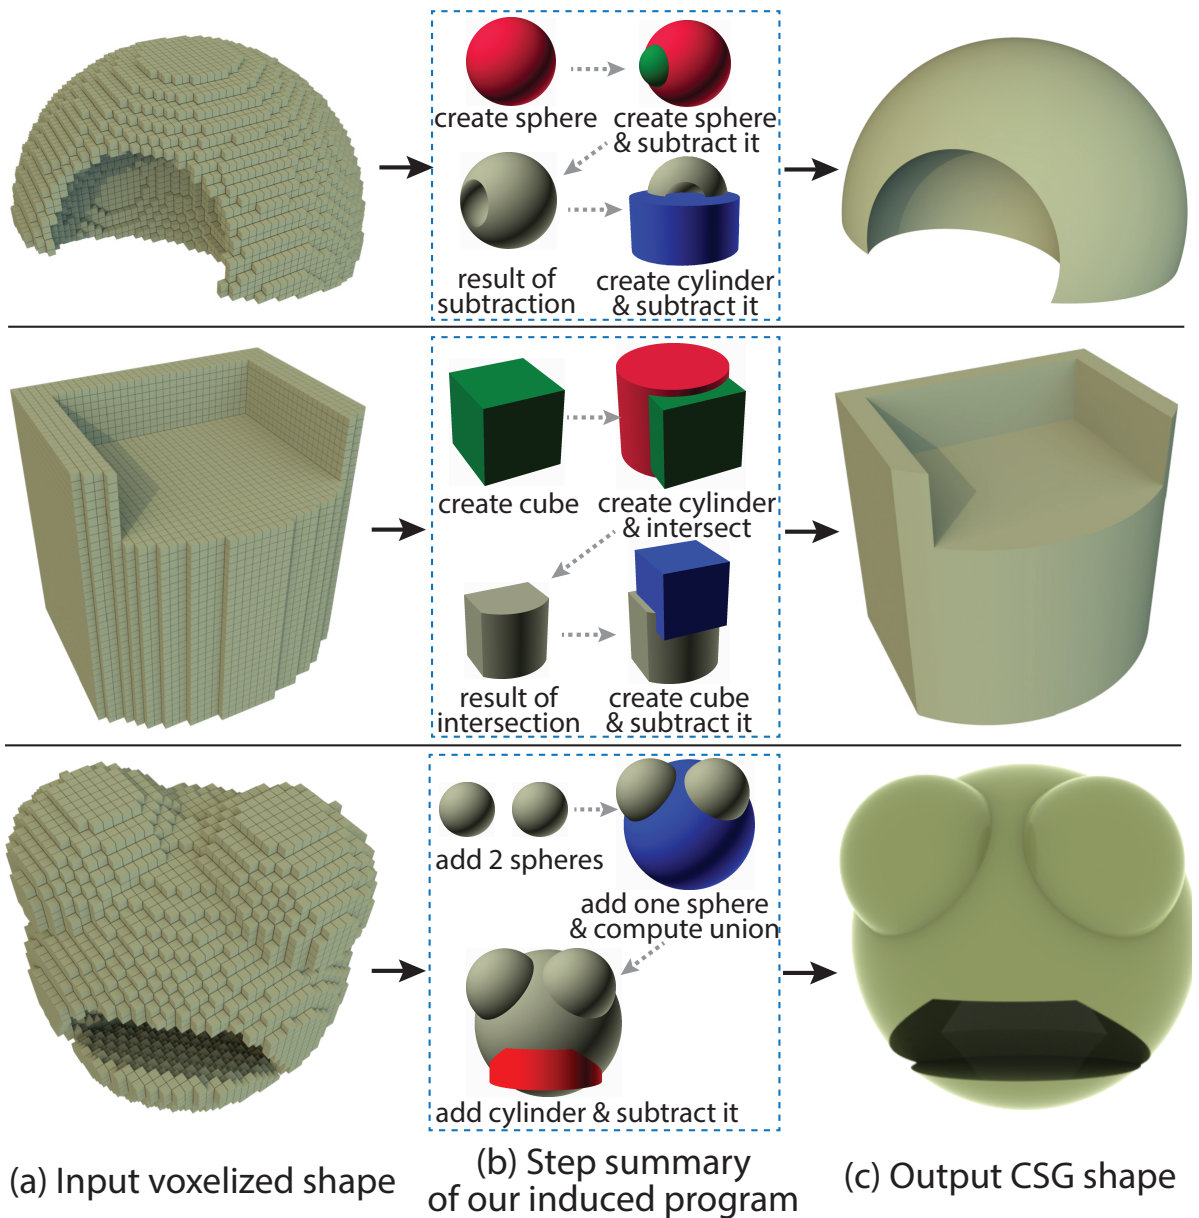 create sphere
create sphere
& subtract it
result of
subtraction
create cylinder
& subtract it
create cube
create cylinder
& intersect
result of
intersection
create cube
& subtract it
add 2 spheres
add one sphere
& compute union
add cylinder & subtract it
(a) Input voxelized shape
(b) Step summary
of our induced program
(c) Output CSG shape